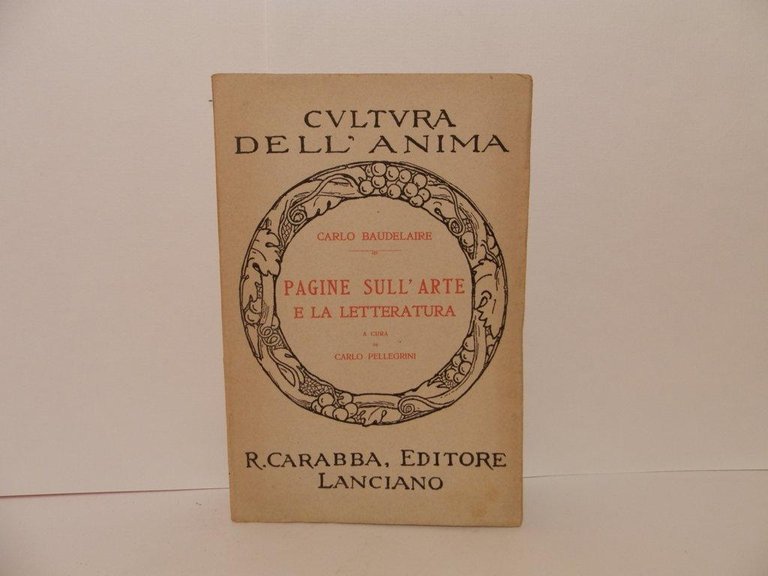 CVLTVRA
DELL' ANIMA
CARLO BAUDELAIRE
PAGINE SULL' ARTE
E LA LETTERATURA
A CURA
DI
CARLO PELLEGRINI
R. CARABBA, EDITORE
LANCIANO